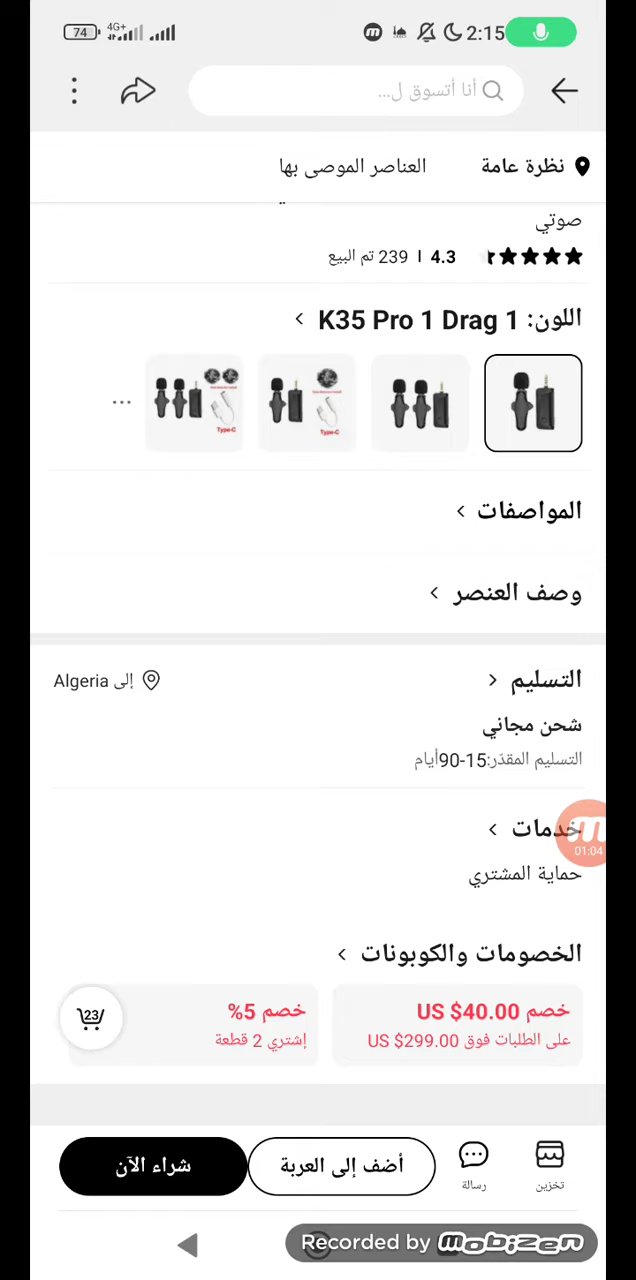 74 4G+ 2:15
أنا أتسوق ل...
نظرة عامة العناصر الموصى بها
صوتي
4.3 | 239 تم البيع
اللون: K35 Pro 1 Drag 1
Type-C
Type-C
...
المواصفات
وصف العنصر
التسليم
إلى Algeria
شحن مجاني
التسليم المقدّر:15-90أيام
خدمات
01:04
حماية المشتري
الخصومات والكوبونات
خصم US $40.00
على الطلبات فوق US $299.00
خصم 5%
إشتري 2 قطعة
23
تخزين
رسالة
أضف إلى العربة
شراء الآن
Recorded by Mobizen